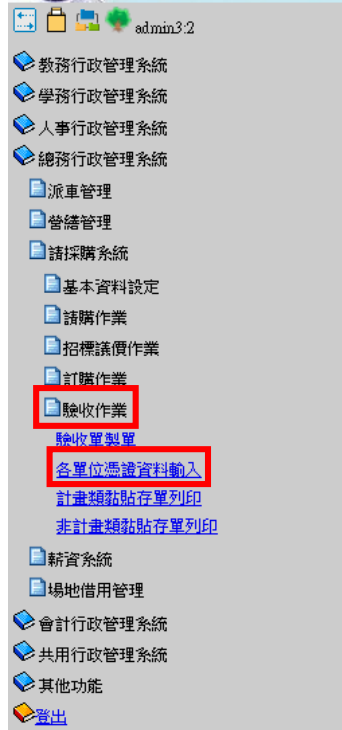 admin3:2
教務行政管理系統
學務行政管理系統
人事行政管理系統
總務行政管理系統
派車管理
營繕管理
請採購系統
基本資料設定
請購作業
招標議價作業
訂購作業
驗收作業
驗收單製單
各單位憑證資料輸入
計畫類黏貼存單列印
非計畫類黏貼存單列印
薪資系統
場地借用管理
會計行政管理系統
共用行政管理系統
其他功能
登出